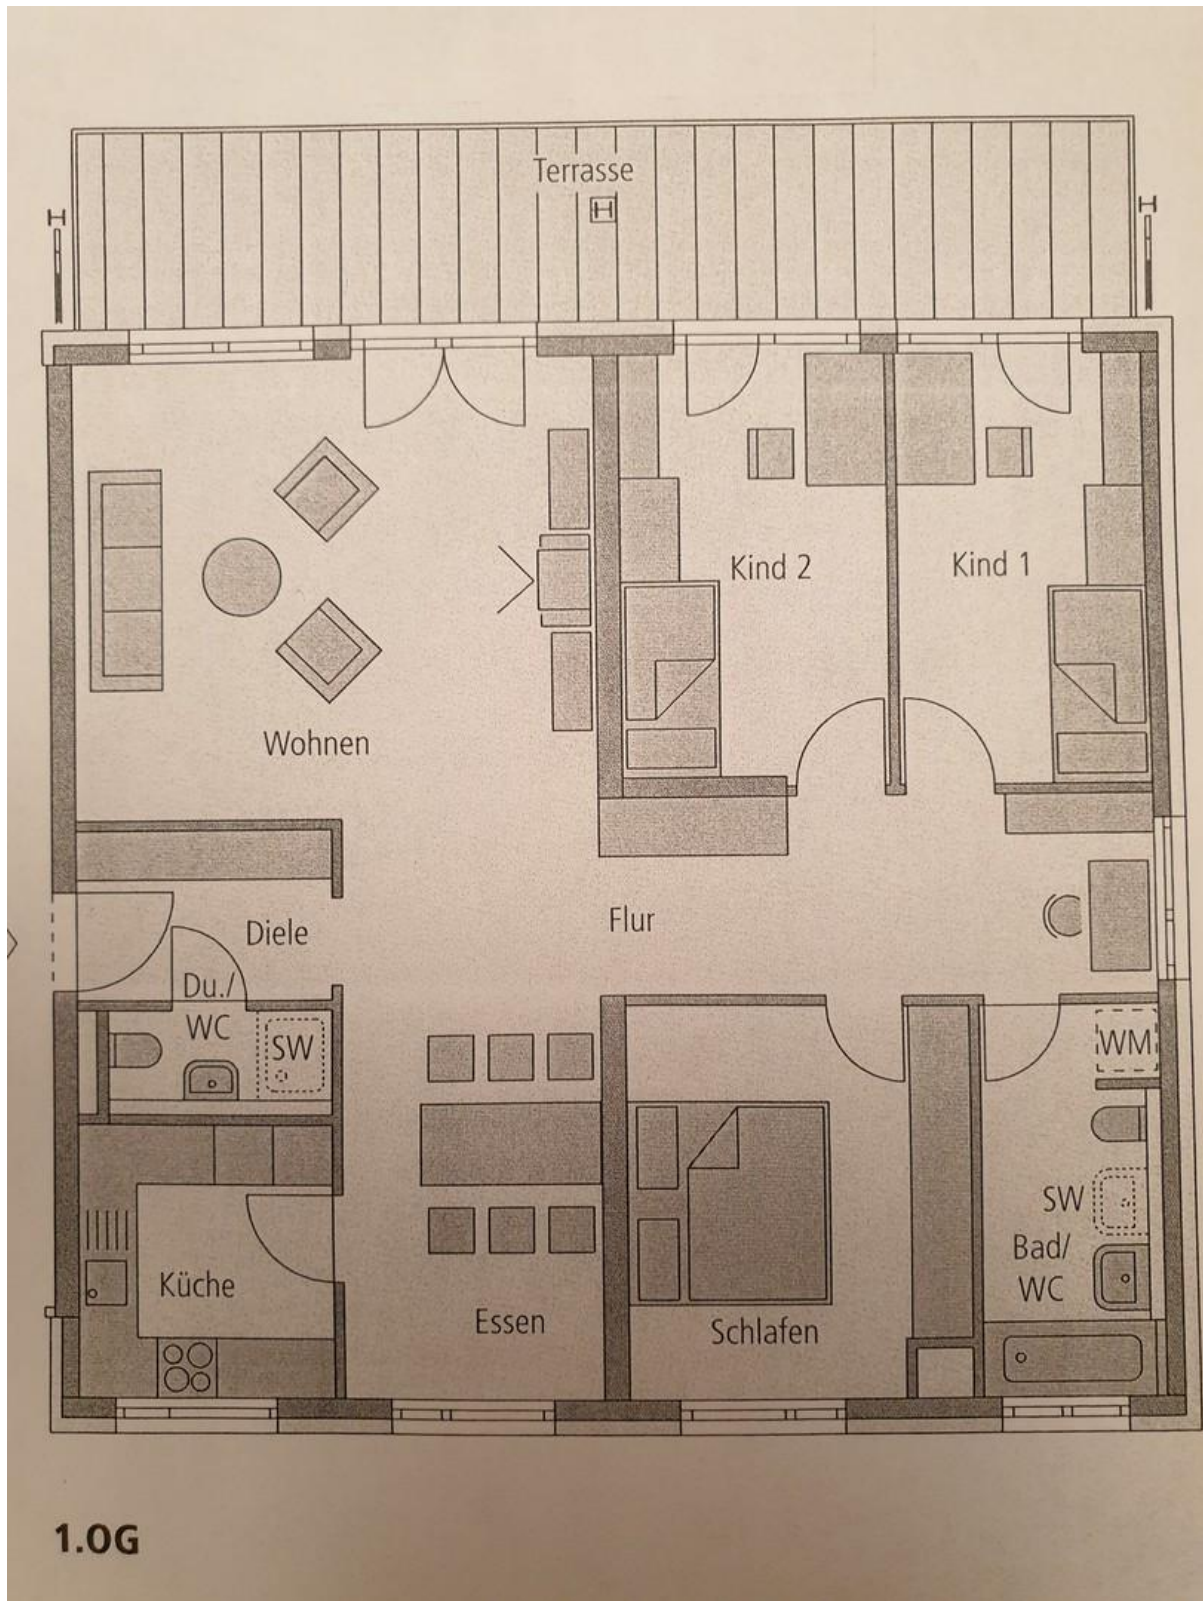 Terrasse
Kind 2
Kind 1
Wohnen
Diele
Flur
Du./
WC
SW
WM
SW
Bad/
WC
Küche
Essen
Schlafen
1.OG